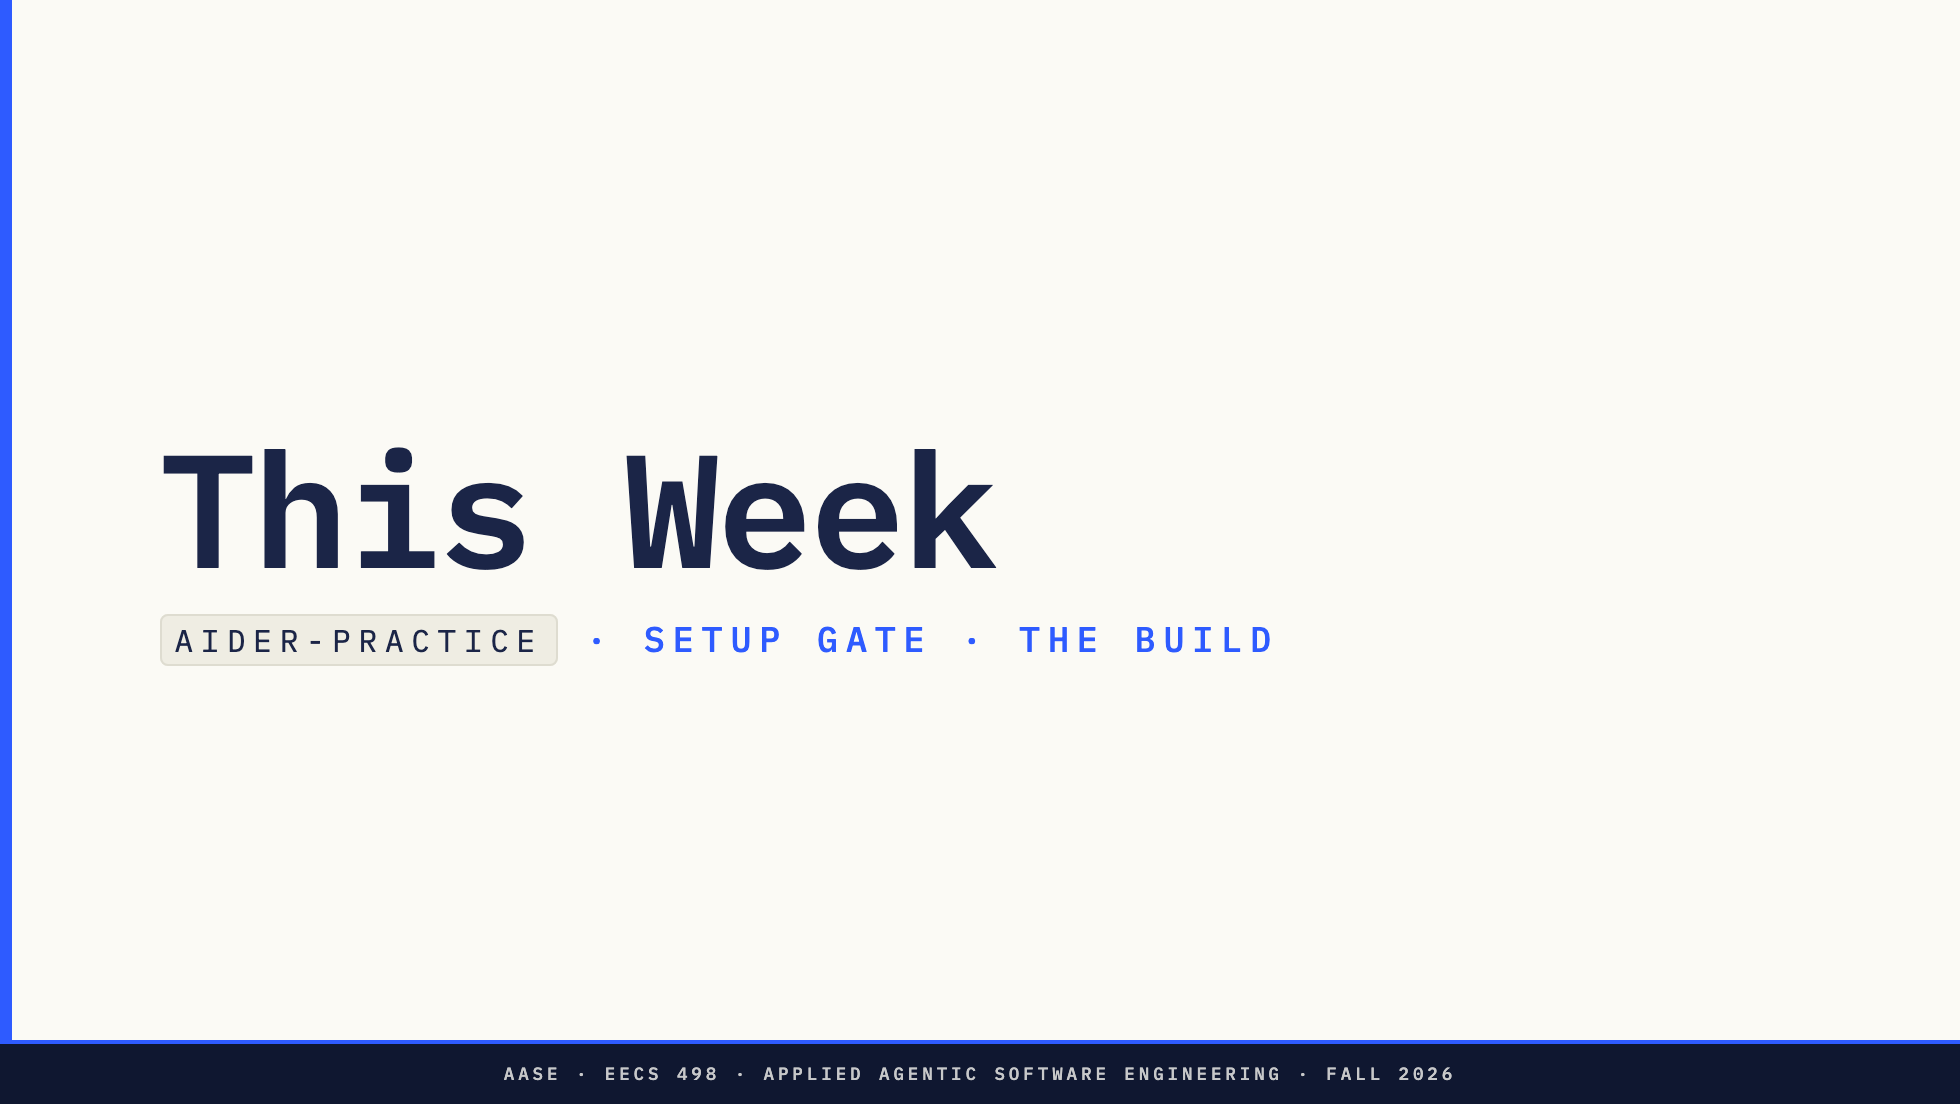 This Week
AIDER-PRACTICE · SETUP GATE · THE BUILD
AASE · EECS 498 · APPLIED AGENTIC SOFTWARE ENGINEERING · FALL 2026